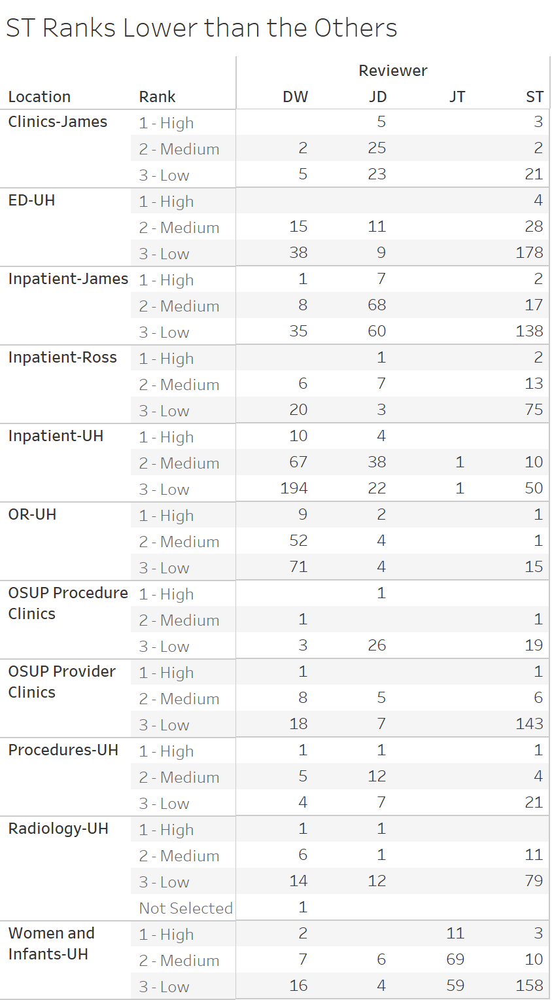 ST Ranks Lower than the Others
Reviewer
Location Rank DW JD JT ST
Clinics-James 1 - High 5 3
2 - Medium 2 25 2
3 - Low 5 23 21
ED-UH 1 - High 4
2 - Medium 15 11 28
3 - Low 38 9 178
Inpatient-James 1 - High 1 7 2
2 - Medium 8 68 17
3 - Low 35 60 138
Inpatient-Ross 1 - High 1 2
2 - Medium 6 7 13
3 - Low 20 3 75
Inpatient-UH 1 - High 10 4
2 - Medium 67 38 1 10
3 - Low 194 22 1 50
OR-UH 1 - High 9 2 1
2 - Medium 52 4 1
3 - Low 71 4 15
OSUP Procedure 1 - High 1
Clinics 2 - Medium 1 1
3 - Low 3 26 19
OSUP Provider 1 - High 1 1
Clinics 2 - Medium 8 5 6
3 - Low 18 7 143
Procedures-UH 1 - High 1 1 1
2 - Medium 5 12 4
3 - Low 4 7 21
Radiology-UH 1 - High 1 1
2 - Medium 6 1 11
3 - Low 14 12 79
Not Selected 1
Women and 1 - High 2 11 3
Infants-UH 2 - Medium 7 6 69 10
3 - Low 16 4 59 158